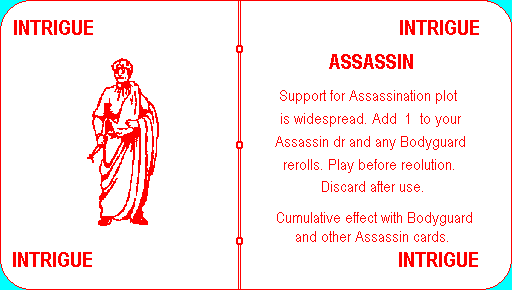 INTRIGUE
INTRIGUE
ASSASSIN
Support for Assassination plot
is widespread. Add 1 to your
Assassin dr and any Bodyguard
rerolls. Play before reolution.
Discard after use.
Cumulative effect with Bodyguard
and other Assassin cards.
INTRIGUE
INTRIGUE